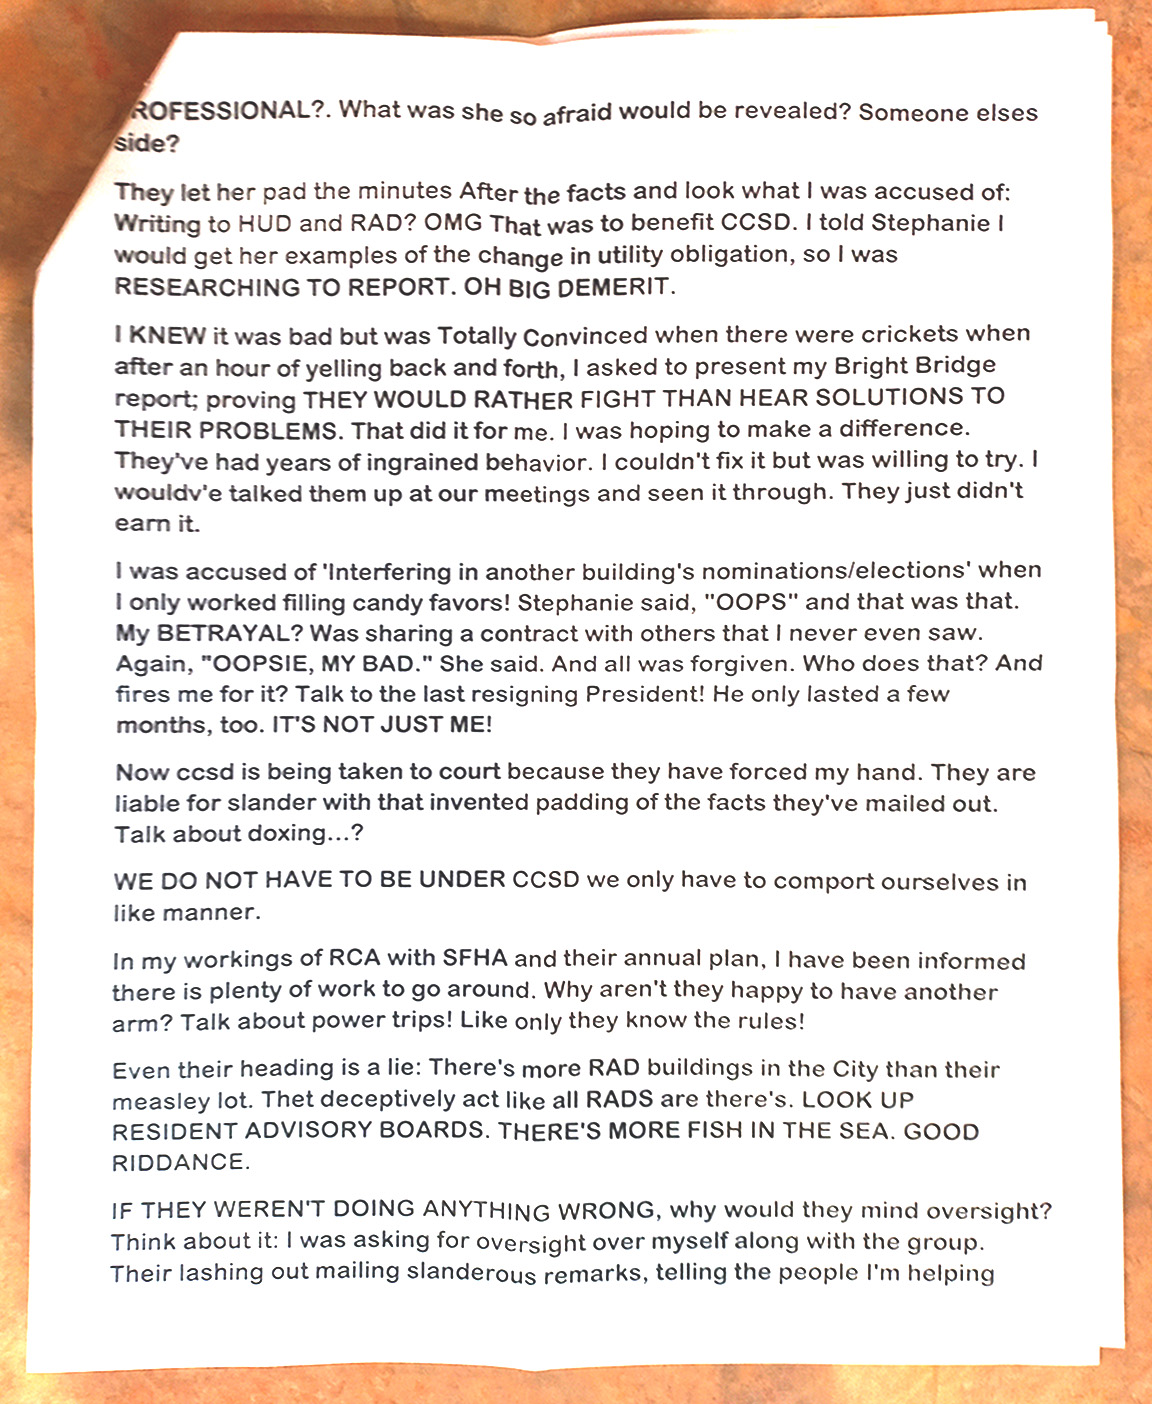 ROFESSIONAL?. What was she so afraid would be revealed? Someone elses
side?
They let her pad the minutes After the facts and look what I was accused of:
Writing to HUD and RAD? OMG That was to benefit CCSD. I told Stephanie I
would get her examples of the change in utility obligation, so I was
RESEARCHING TO REPORT. OH BIG DEMERIT.
I KNEW it was bad but was Totally Convinced when there were crickets when
after an hour of yelling back and forth, I asked to present my Bright Bridge
report; proving THEY WOULD RATHER FIGHT THAN HEAR SOLUTIONS TO
THEIR PROBLEMS. That did it for me. I was hoping to make a difference.
They've had years of ingrained behavior. I couldn't fix it but was willing to try. I
wouldv'e talked them up at our meetings and seen it through. They just didn't
earn it.
I was accused of 'Interfering in another building's nominations/elections' when
I only worked filling candy favors! Stephanie said, "OOPS" and that was that.
My BETRAYAL? Was sharing a contract with others that I never even saw.
Again, "OOPSIE, MY BAD." She said. And all was forgiven. Who does that? And
fires me for it? Talk to the last resigning President! He only lasted a few
months, too. IT'S NOT JUST ME!
Now ccsd is being taken to court because they have forced my hand. They are
liable for slander with that invented padding of the facts they've mailed out.
Talk about doxing...?
WE DO NOT HAVE TO BE UNDER CCSD we only have to comport ourselves in
like manner.
In my workings of RCA with SFHA and their annual plan, I have been informed
there is plenty of work to go around. Why aren't they happy to have another
arm? Talk about power trips! Like only they know the rules!
Even their heading is a lie: There's more RAD buildings in the City than their
measley lot. Thet deceptively act like all RADS are there's. LOOK UP
RESIDENT ADVISORY BOARDS. THERE'S MORE FISH IN THE SEA. GOOD
RIDDANCE.
IF THEY WEREN'T DOING ANYTHING WRONG, why would they mind oversight?
Think about it: I was asking for oversight over myself along with the group.
Their lashing out mailing slanderous remarks, telling the people I'm helping